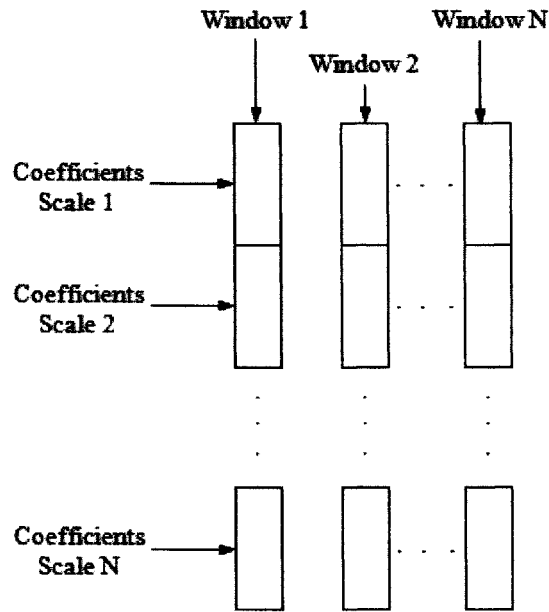 Window 1
Window 2
Window N
Coefficients
Scale 1
Coefficients
Scale 2
Coefficients
Scale N